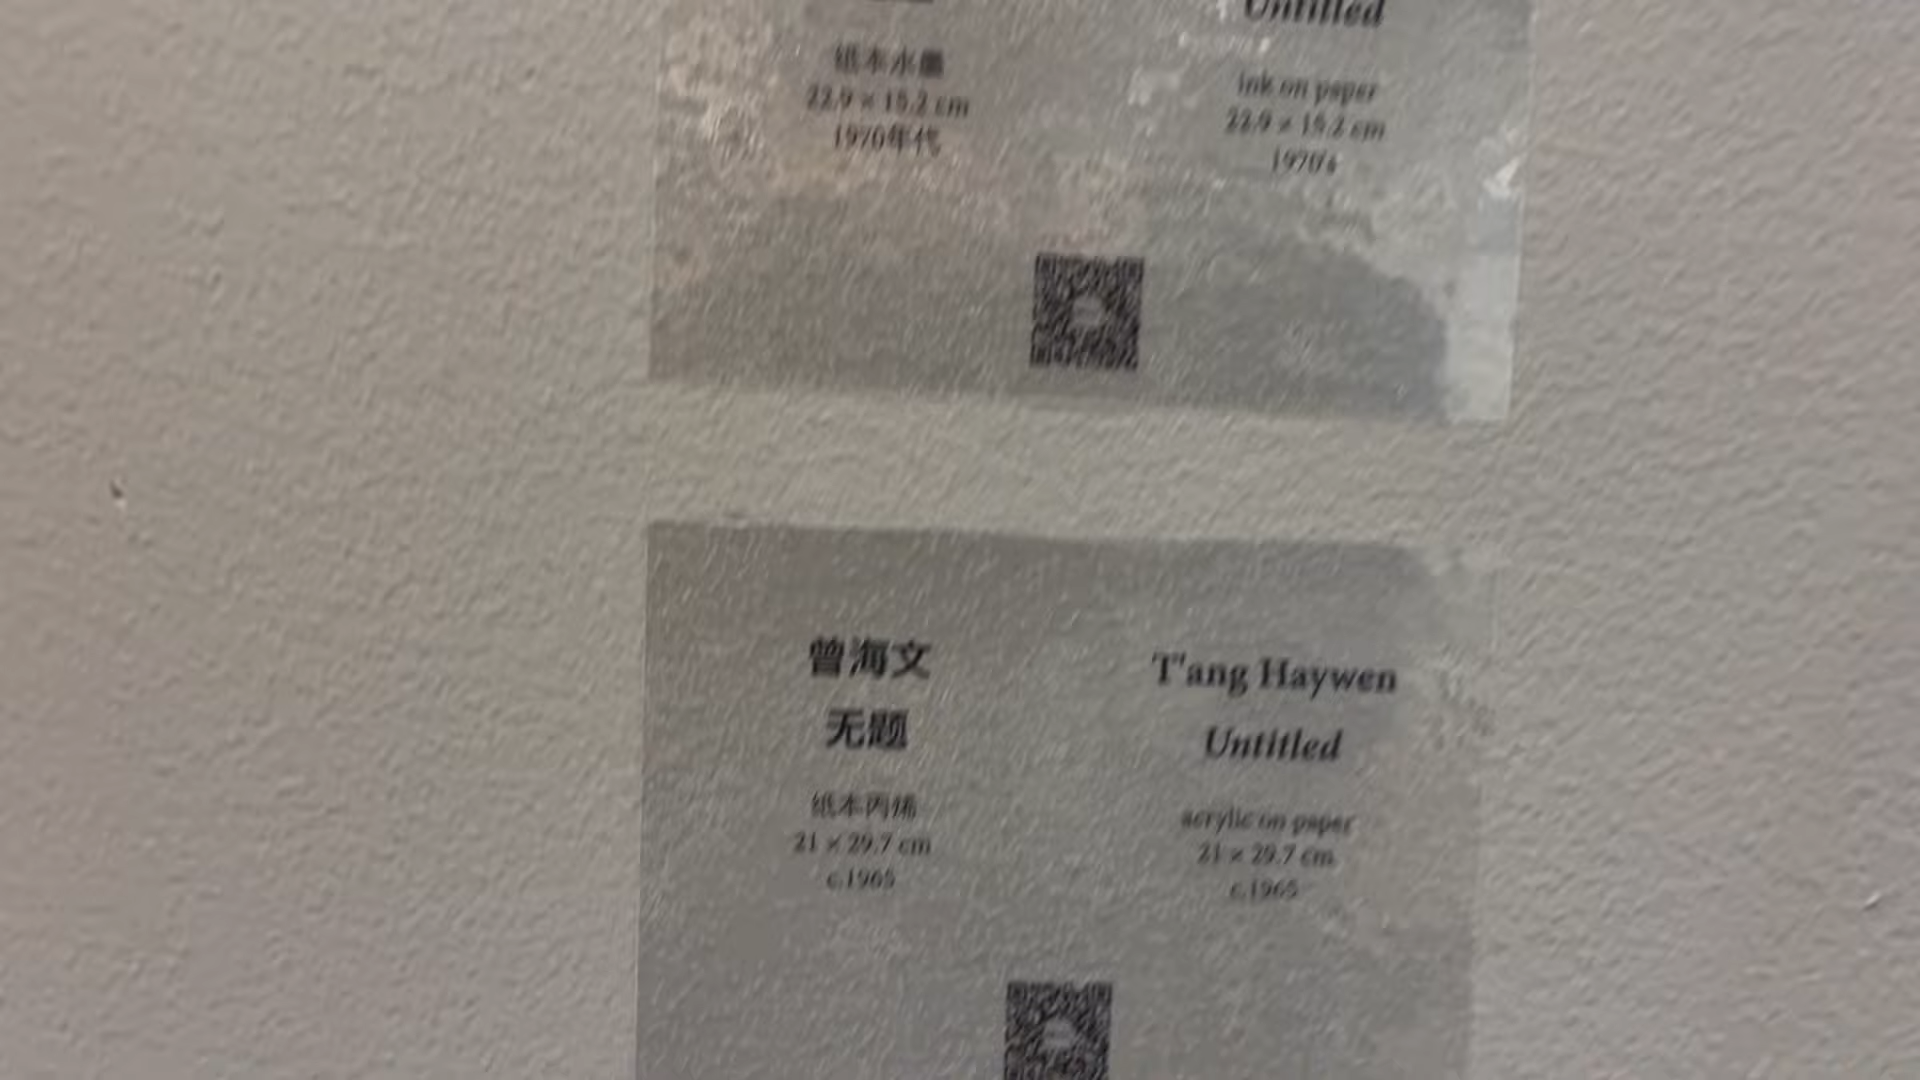 纸本水墨
22.9 × 15.2 cm
1970年代
Untitled
ink on paper
22.9 × 15.2 cm
1970's
曾海文
无题
纸本丙烯
21 × 29.7 cm
c.1965
T'ang Haywen
Untitled
acrylic on paper
21 × 29.7 cm
c.1965